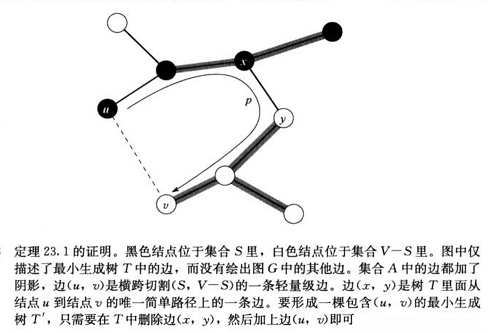 x
p
u
y
v
定理 23.1 的证明。黑色结点位于集合 S 里，白色结点位于集合 V－S 里。图中仅
描述了最小生成树 T 中的边，而没有绘出图 G 中的其他边。集合 A 中的边都加了
阴影，边(u，v)是横跨切割(S，V－S)的一条轻量级边。边(x，y)是树 T 里面从
结点 u 到结点 v 的唯一简单路径上的一条边。要形成一棵包含(u，v)的最小生成
树 T′，只需要在 T 中删除边(x，y)，然后加上边(u，v)即可